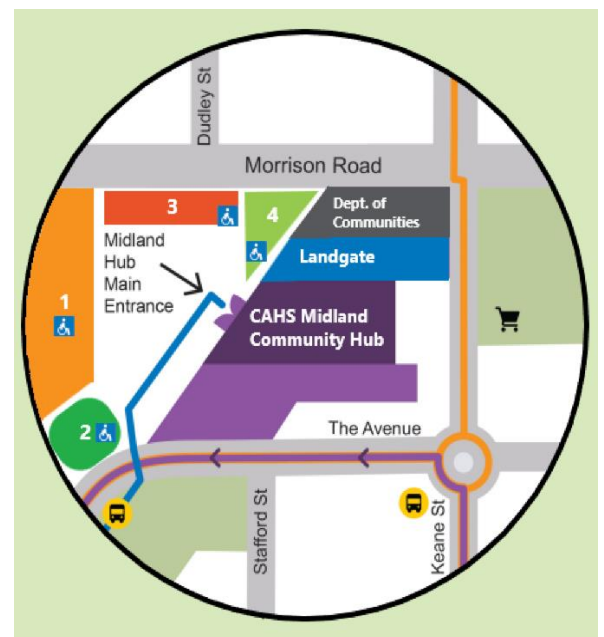 Dudley St
Morrison Road
3
4
Dept. of
Communities
Midland
Hub
Main
Entrance
Landgate
1
CAHS Midland
Community Hub
2
The Avenue
Stafford St
Keane St